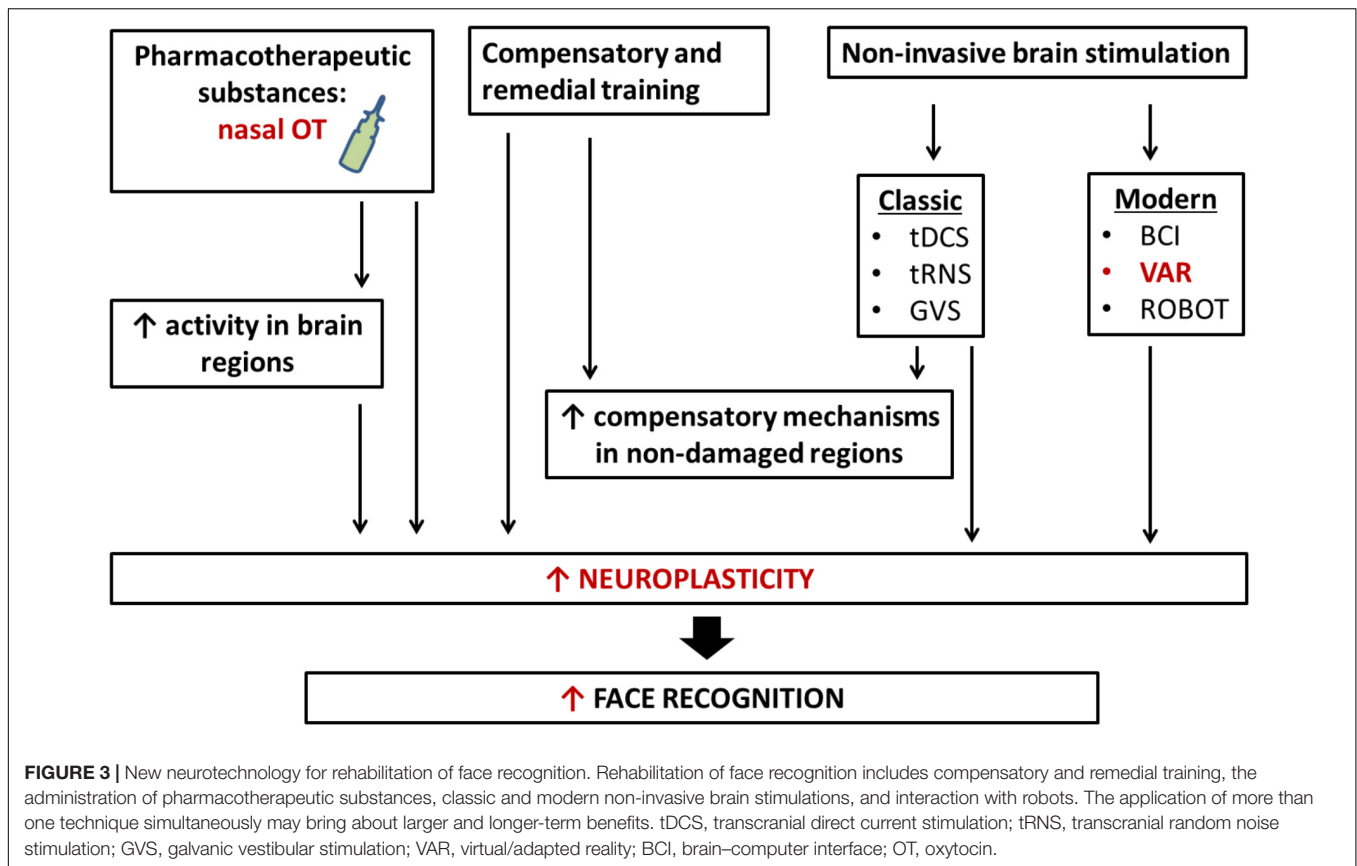 Pharmacotherapeutic
substances:
nasal OT
Compensatory and
remedial training
Non-invasive brain stimulation
Classic
• tDCS
• tRNS
• GVS
Modern
• BCI
• VAR
• ROBOT
↑ activity in brain
regions
↑ compensatory mechanisms
in non-damaged regions
↑ NEUROPLASTICITY
↑ FACE RECOGNITION
FIGURE 3 | New neurotechnology for rehabilitation of face recognition. Rehabilitation of face recognition includes compensatory and remedial training, the
administration of pharmacotherapeutic substances, classic and modern non-invasive brain stimulations, and interaction with robots. The application of more than
one technique simultaneously may bring about larger and longer-term benefits. tDCS, transcranial direct current stimulation; tRNS, transcranial random noise
stimulation; GVS, galvanic vestibular stimulation; VAR, virtual/adapted reality; BCI, brain–computer interface; OT, oxytocin.